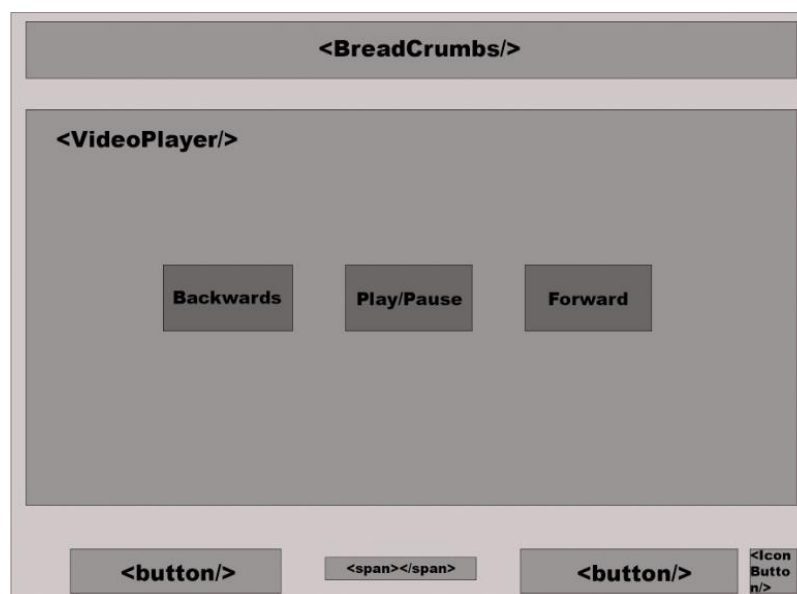 <BreadCrumbs/>
<VideoPlayer/>
Backwards
Play/Pause
Forward
<button/>
<span></span>
<button/>
<Icon
Butto
n/>